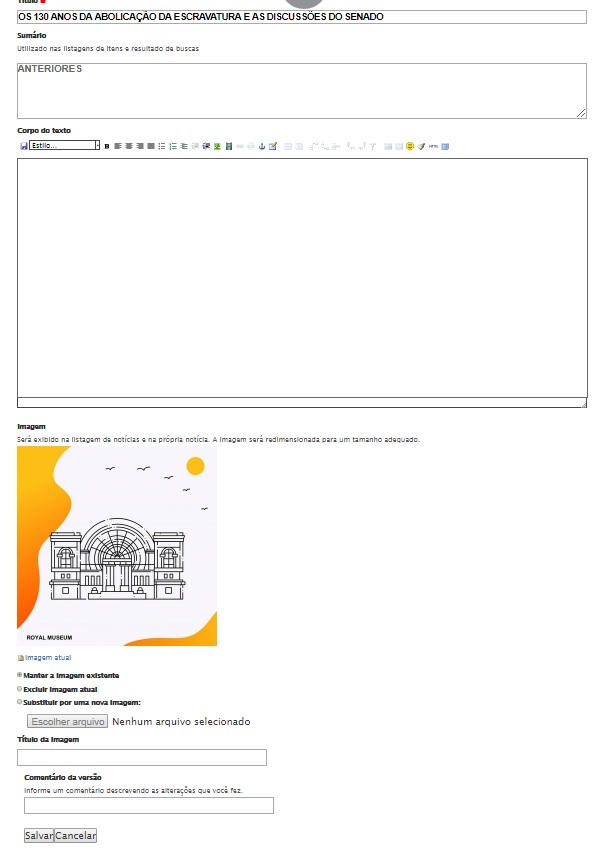 Título
OS 130 ANOS DA ABOLICAÇÃO DA ESCRAVATURA E AS DISCUSSÕES DO SENADO
Sumário
Utilizado nas listagens de itens e resultado de buscas
ANTERIORES
Corpo do texto
Estilo... B HTML
Imagem
Será exibido na listagem de notícias e na própria notícia. A imagem será redimensionada para um tamanho adequado.
ROYAL MUSEUM
Imagem atual
Manter a imagem existente
Excluir imagem atual
Substituir por uma nova imagem:
Escolher arquivo Nenhum arquivo selecionado
Título da Imagem
Comentário da versão
Informe um comentário descrevendo as alterações que você fez.
Salvar Cancelar